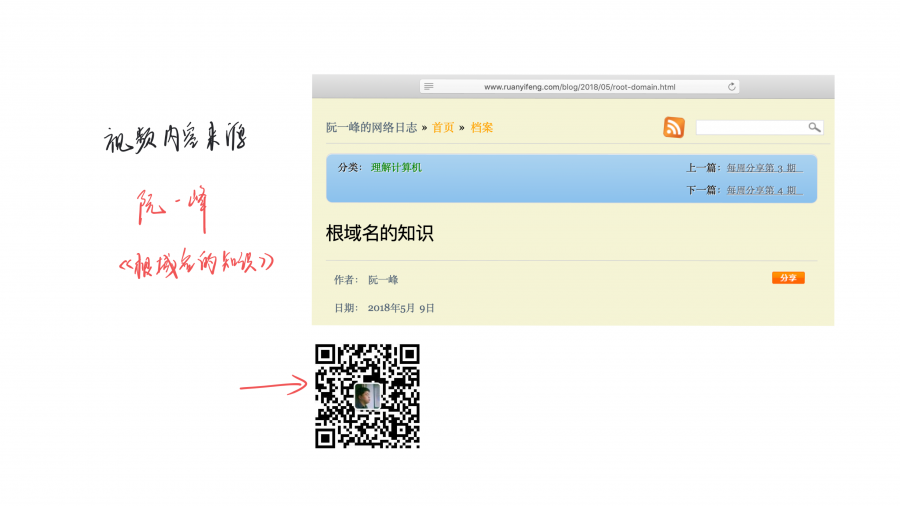 www.ruanyifeng.com/blog/2018/05/root-domain.html
视频内容来源
阮一峰的网络日志 » 首页 » 档案
分类： 理解计算机
上一篇：每周分享第 3 期
下一篇：每周分享第 4 期
阮一峰
《根域名的知识》
根域名的知识
作者： 阮一峰
分享
日期： 2018年5月 9日